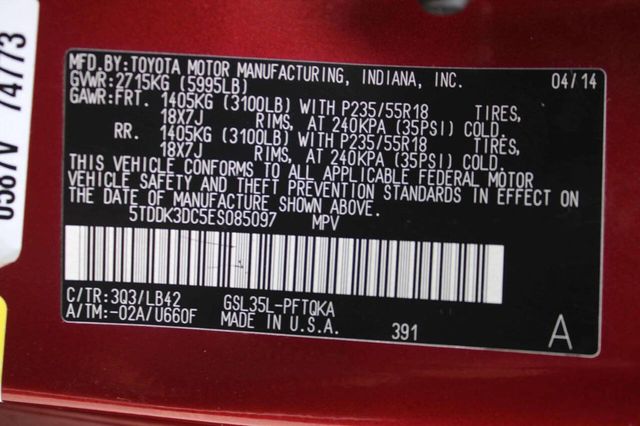 MFD.BY:TOYOTA MOTOR MANUFACTURING, INDIANA, INC. 04/14
GVWR:2715KG (5995LB)
GAWR:FRT. 1405KG (3100LB) WITH P235/55R18 TIRES,
18X7J RIMS, AT 240KPA (35PSI) COLD.
RR. 1405KG (3100LB) WITH P235/55R18 TIRES,
18X7J RIMS, AT 240KPA (35PSI) COLD.
THIS VEHICLE CONFORMS TO ALL APPLICABLE FEDERAL MOTOR
VEHICLE SAFETY AND THEFT PREVENTION STANDARDS IN EFFECT ON
THE DATE OF MANUFACTURE SHOWN ABOVE.
5TDDK3DC5ES085097 MPV
C/TR:3Q3/LB42 GSL35L-PFTQKA
A/TM:-02A/U660F MADE IN U.S.A. 391 A
74773